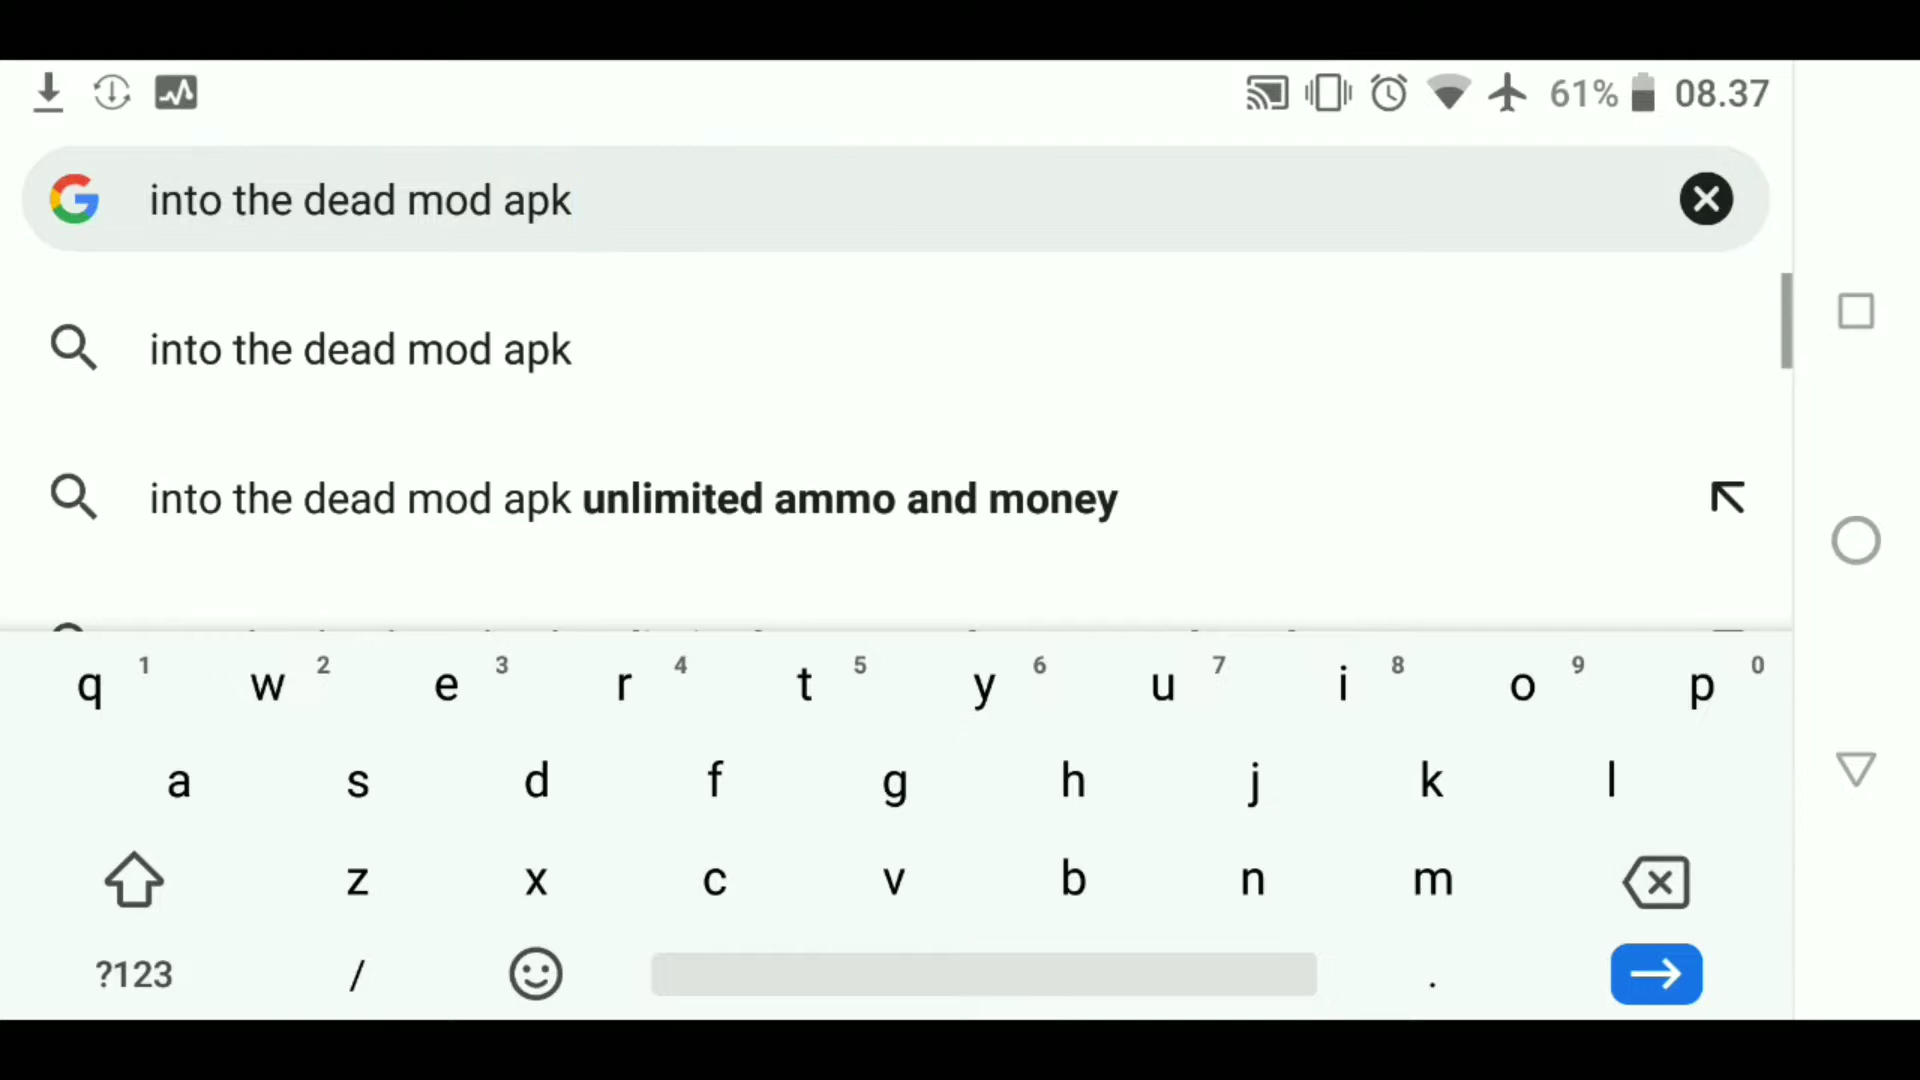 61% 08.37
into the dead mod apk
into the dead mod apk
into the dead mod apk unlimited ammo and money
q 1 w 2 e 3 r 4 t 5 y 6 u 7 i 8 o 9 p 0
a s d f g h j k l
z x c v b n m
?123 / .